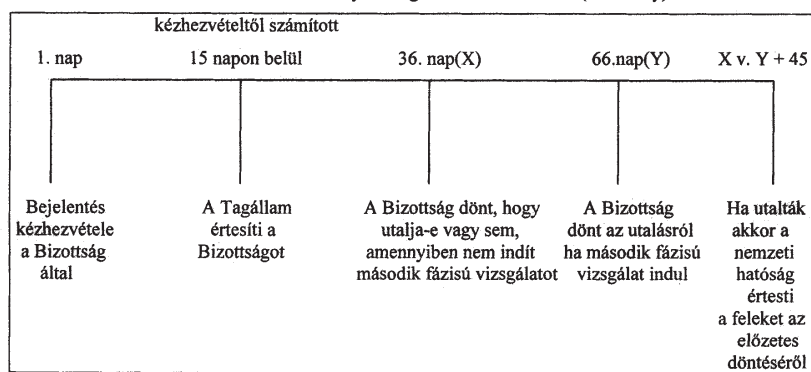 kézhezvételtől számított
1. nap
15 napon belül
36. nap(X)
66.nap(Y)
X v. Y + 45
Bejelentés
kézhezvétele
a Bizottság
által
A Tagállam
értesíti a
Bizottságot
A Bizottság dönt, hogy
utalja-e vagy sem,
amennyiben nem indít
második fázisú vizsgálatot
A Bizottság
dönt az utalásról
ha második fázisú
vizsgálat indul
Ha utalták
akkor a
nemzeti
hatóság
értesti
a feleket az
előzetes
döntéséről